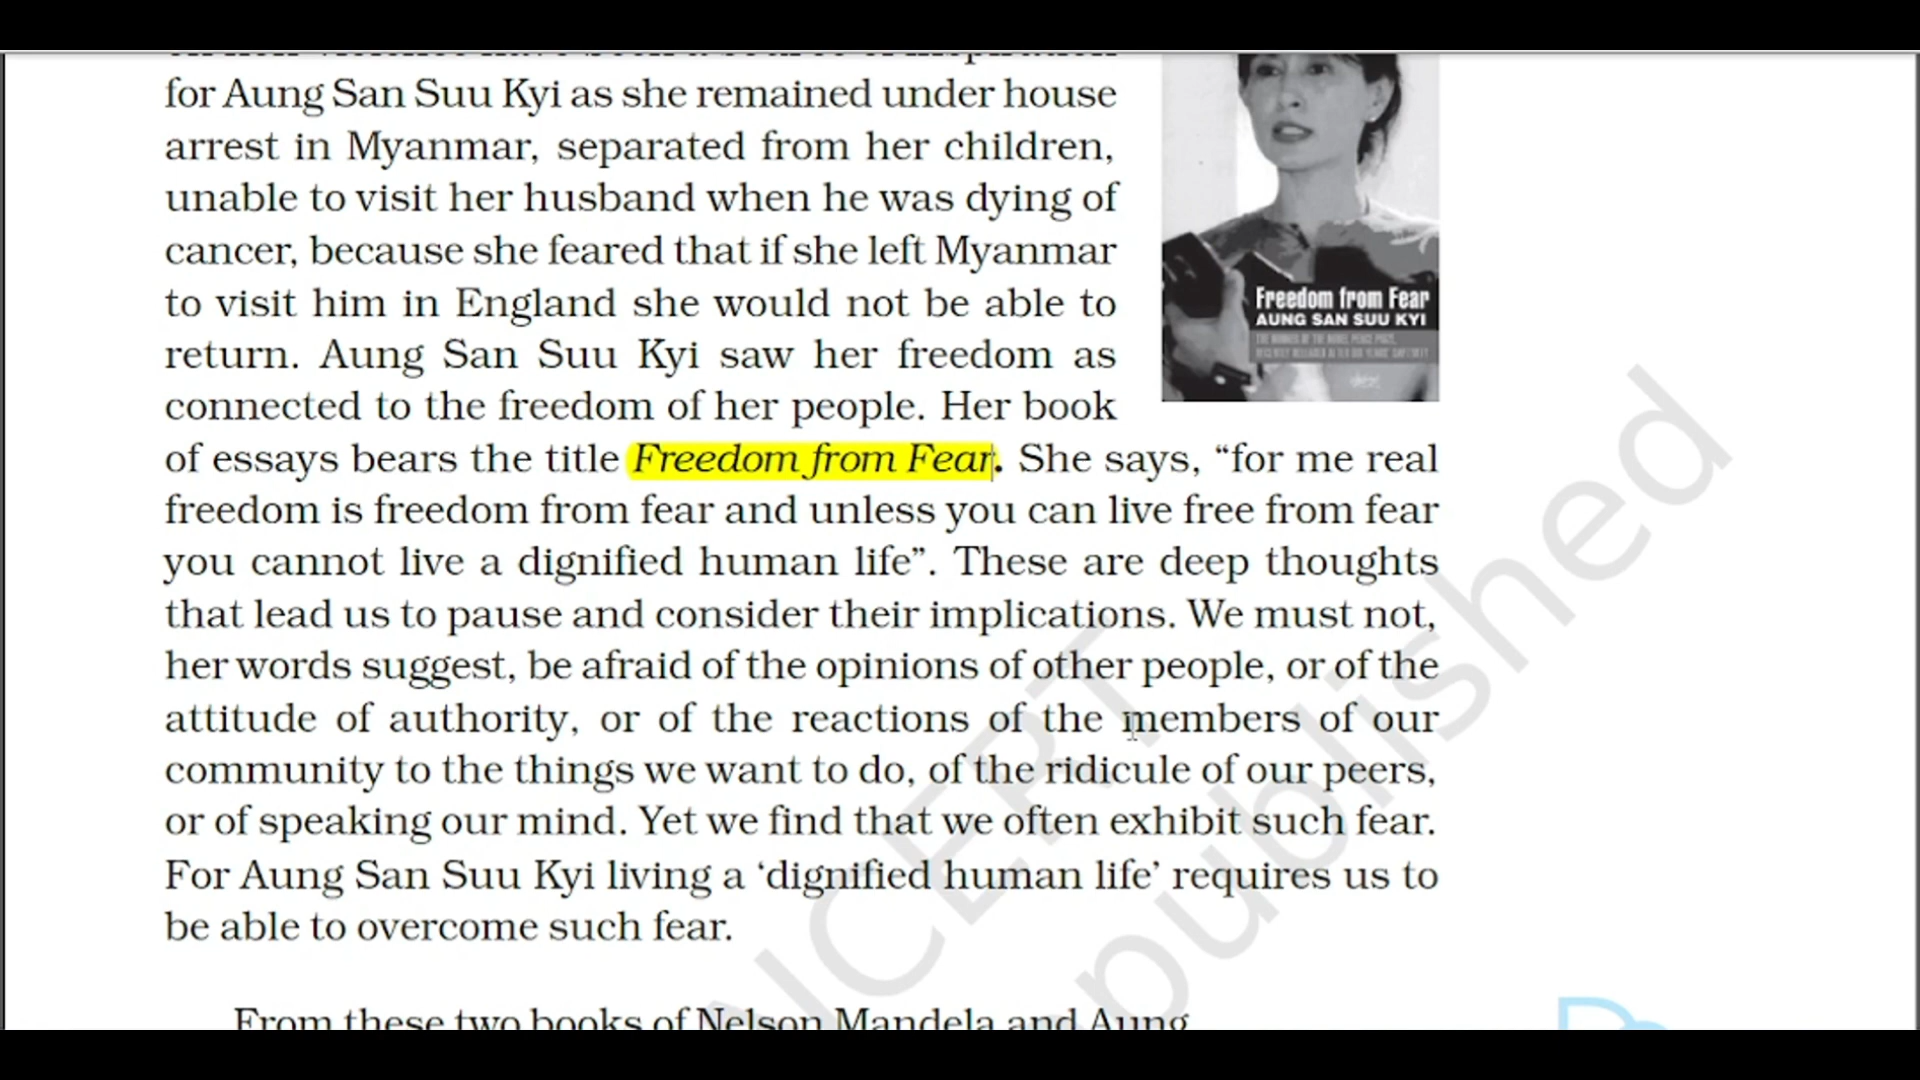 for Aung San Suu Kyi as she remained under house
arrest in Myanmar, separated from her children,
unable to visit her husband when he was dying of
cancer, because she feared that if she left Myanmar
to visit him in England she would not be able to
return. Aung San Suu Kyi saw her freedom as
connected to the freedom of her people. Her book
of essays bears the title Freedom from Fear. She says, “for me real
freedom is freedom from fear and unless you can live free from fear
you cannot live a dignified human life”. These are deep thoughts
that lead us to pause and consider their implications. We must not,
her words suggest, be afraid of the opinions of other people, or of the
attitude of authority, or of the reactions of the members of our
community to the things we want to do, of the ridicule of our peers,
or of speaking our mind. Yet we find that we often exhibit such fear.
For Aung San Suu Kyi living a ‘dignified human life’ requires us to
be able to overcome such fear.
From these two books of Nelson Mandela and Aung
Freedom from Fear
AUNG SAN SUU KYI
NCERT
published